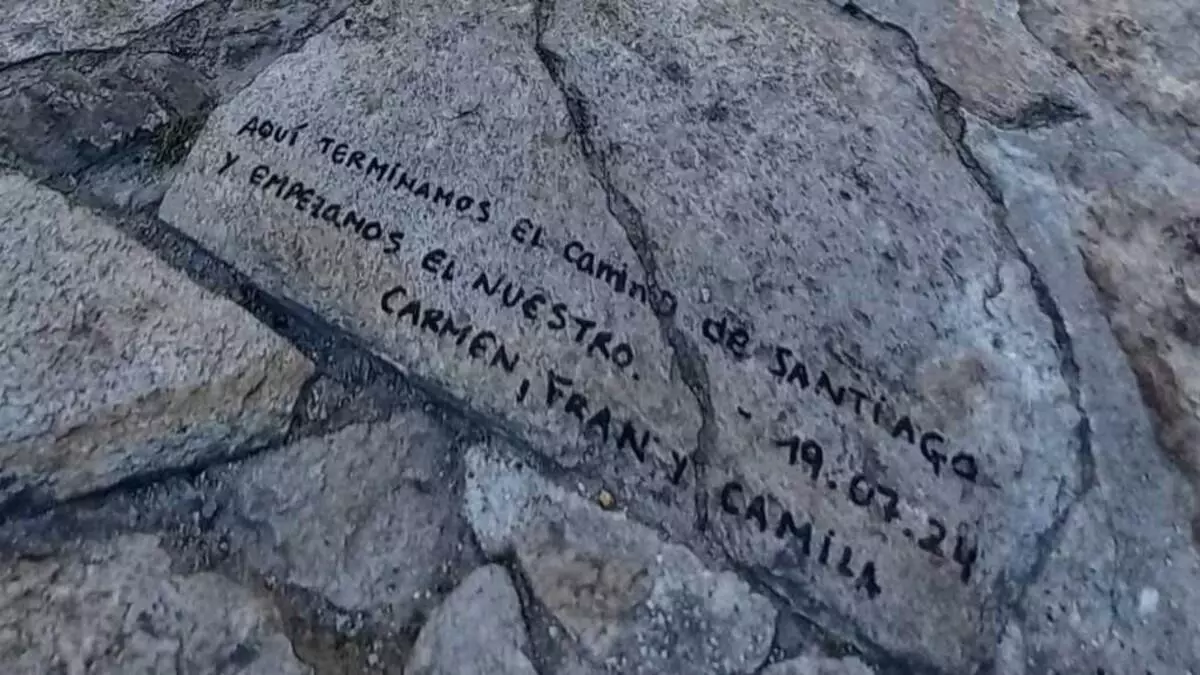 AQUÍ TERMINAMOS EL camino de SANTiAGO
Y EMPEZaMOS EL NUESTRO. - 19.07.24
CARMEN, FRAN Y CAMiLA